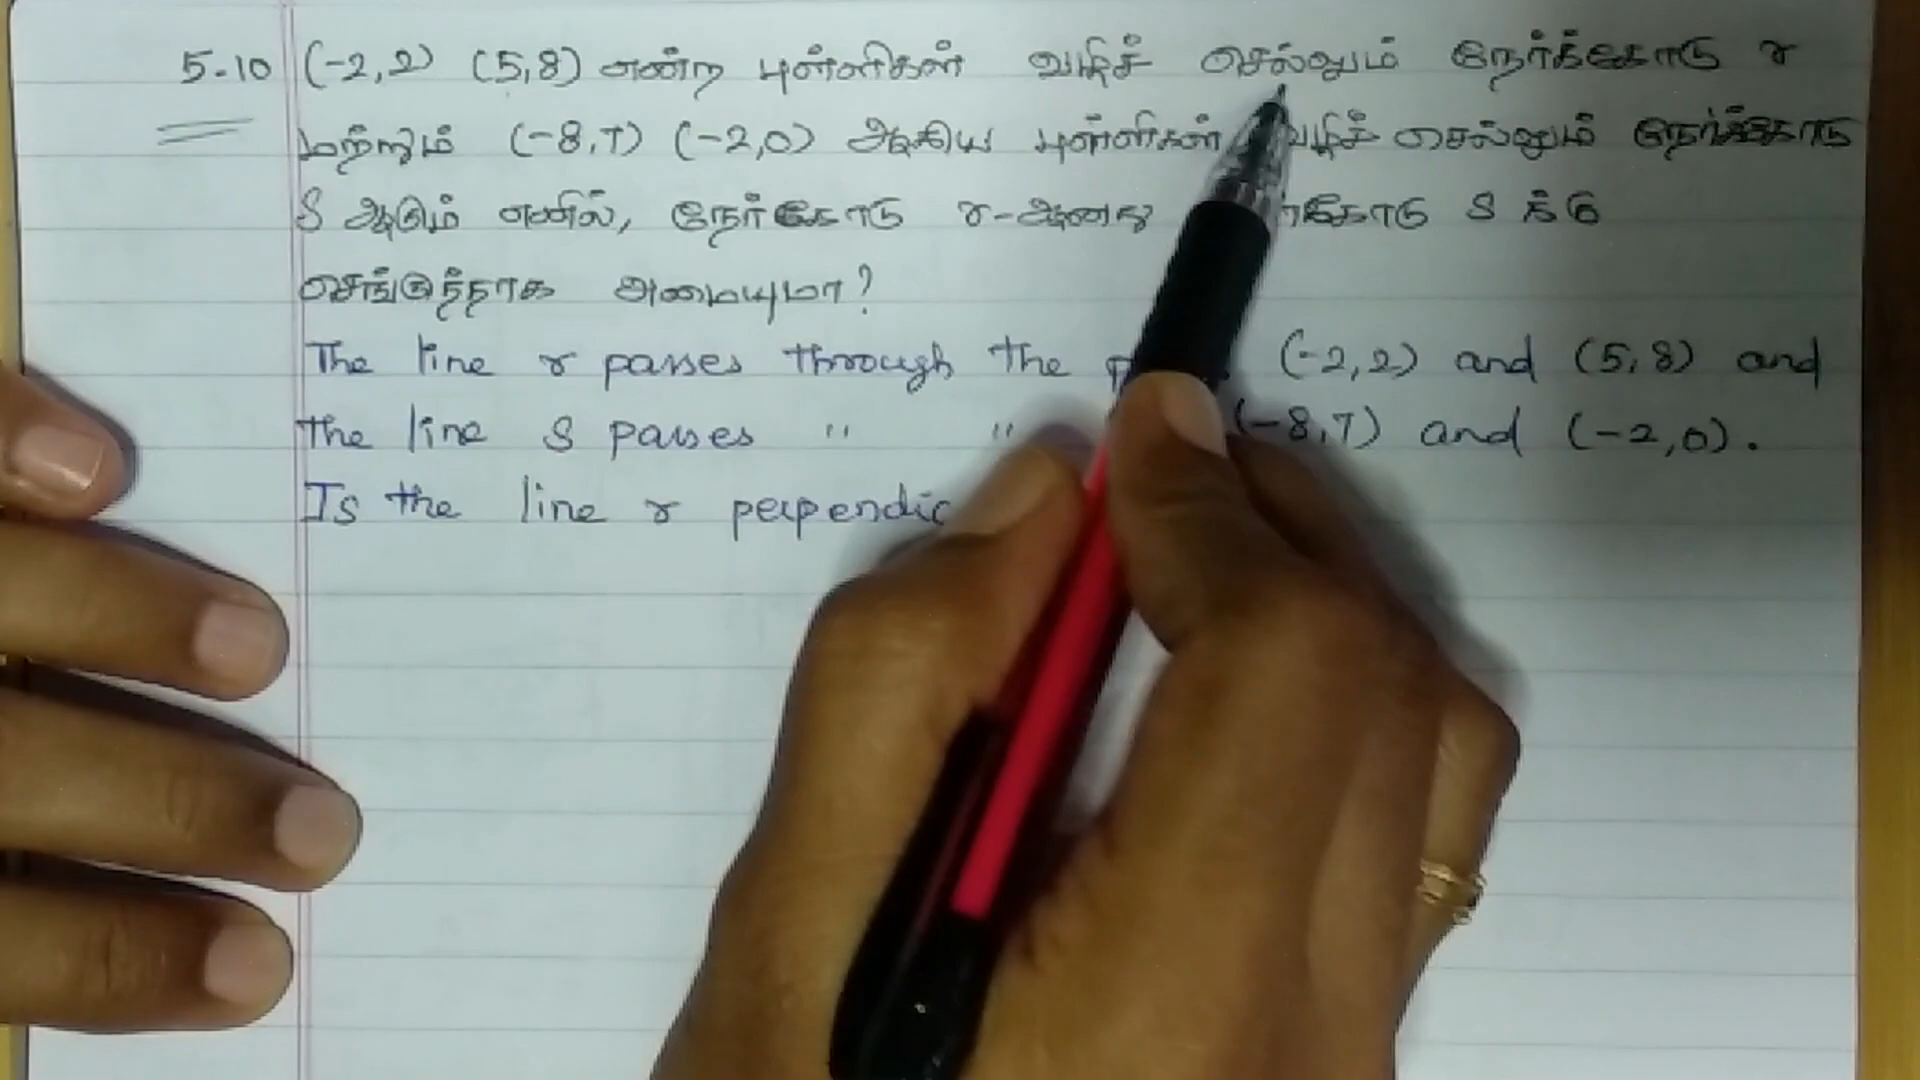 5.10 (-2,2) (5,8) என்ற புள்ளிகள் வழிச் செல்லும் நேர்க்கோடு r
மற்றும் (-8,7) (-2,0) ஆகிய புள்ளிகள் வழிச் செல்லும் நேர்க்கோடு
S ஆகும் எனில், நேர்கோடு r-ஆனது S க்கு
செங்குத்தாக அமையுமா?
The line r passes through the (-2,2) and (5,8) and
the line S passes " " (-8,7) and (-2,0).
Is the line r